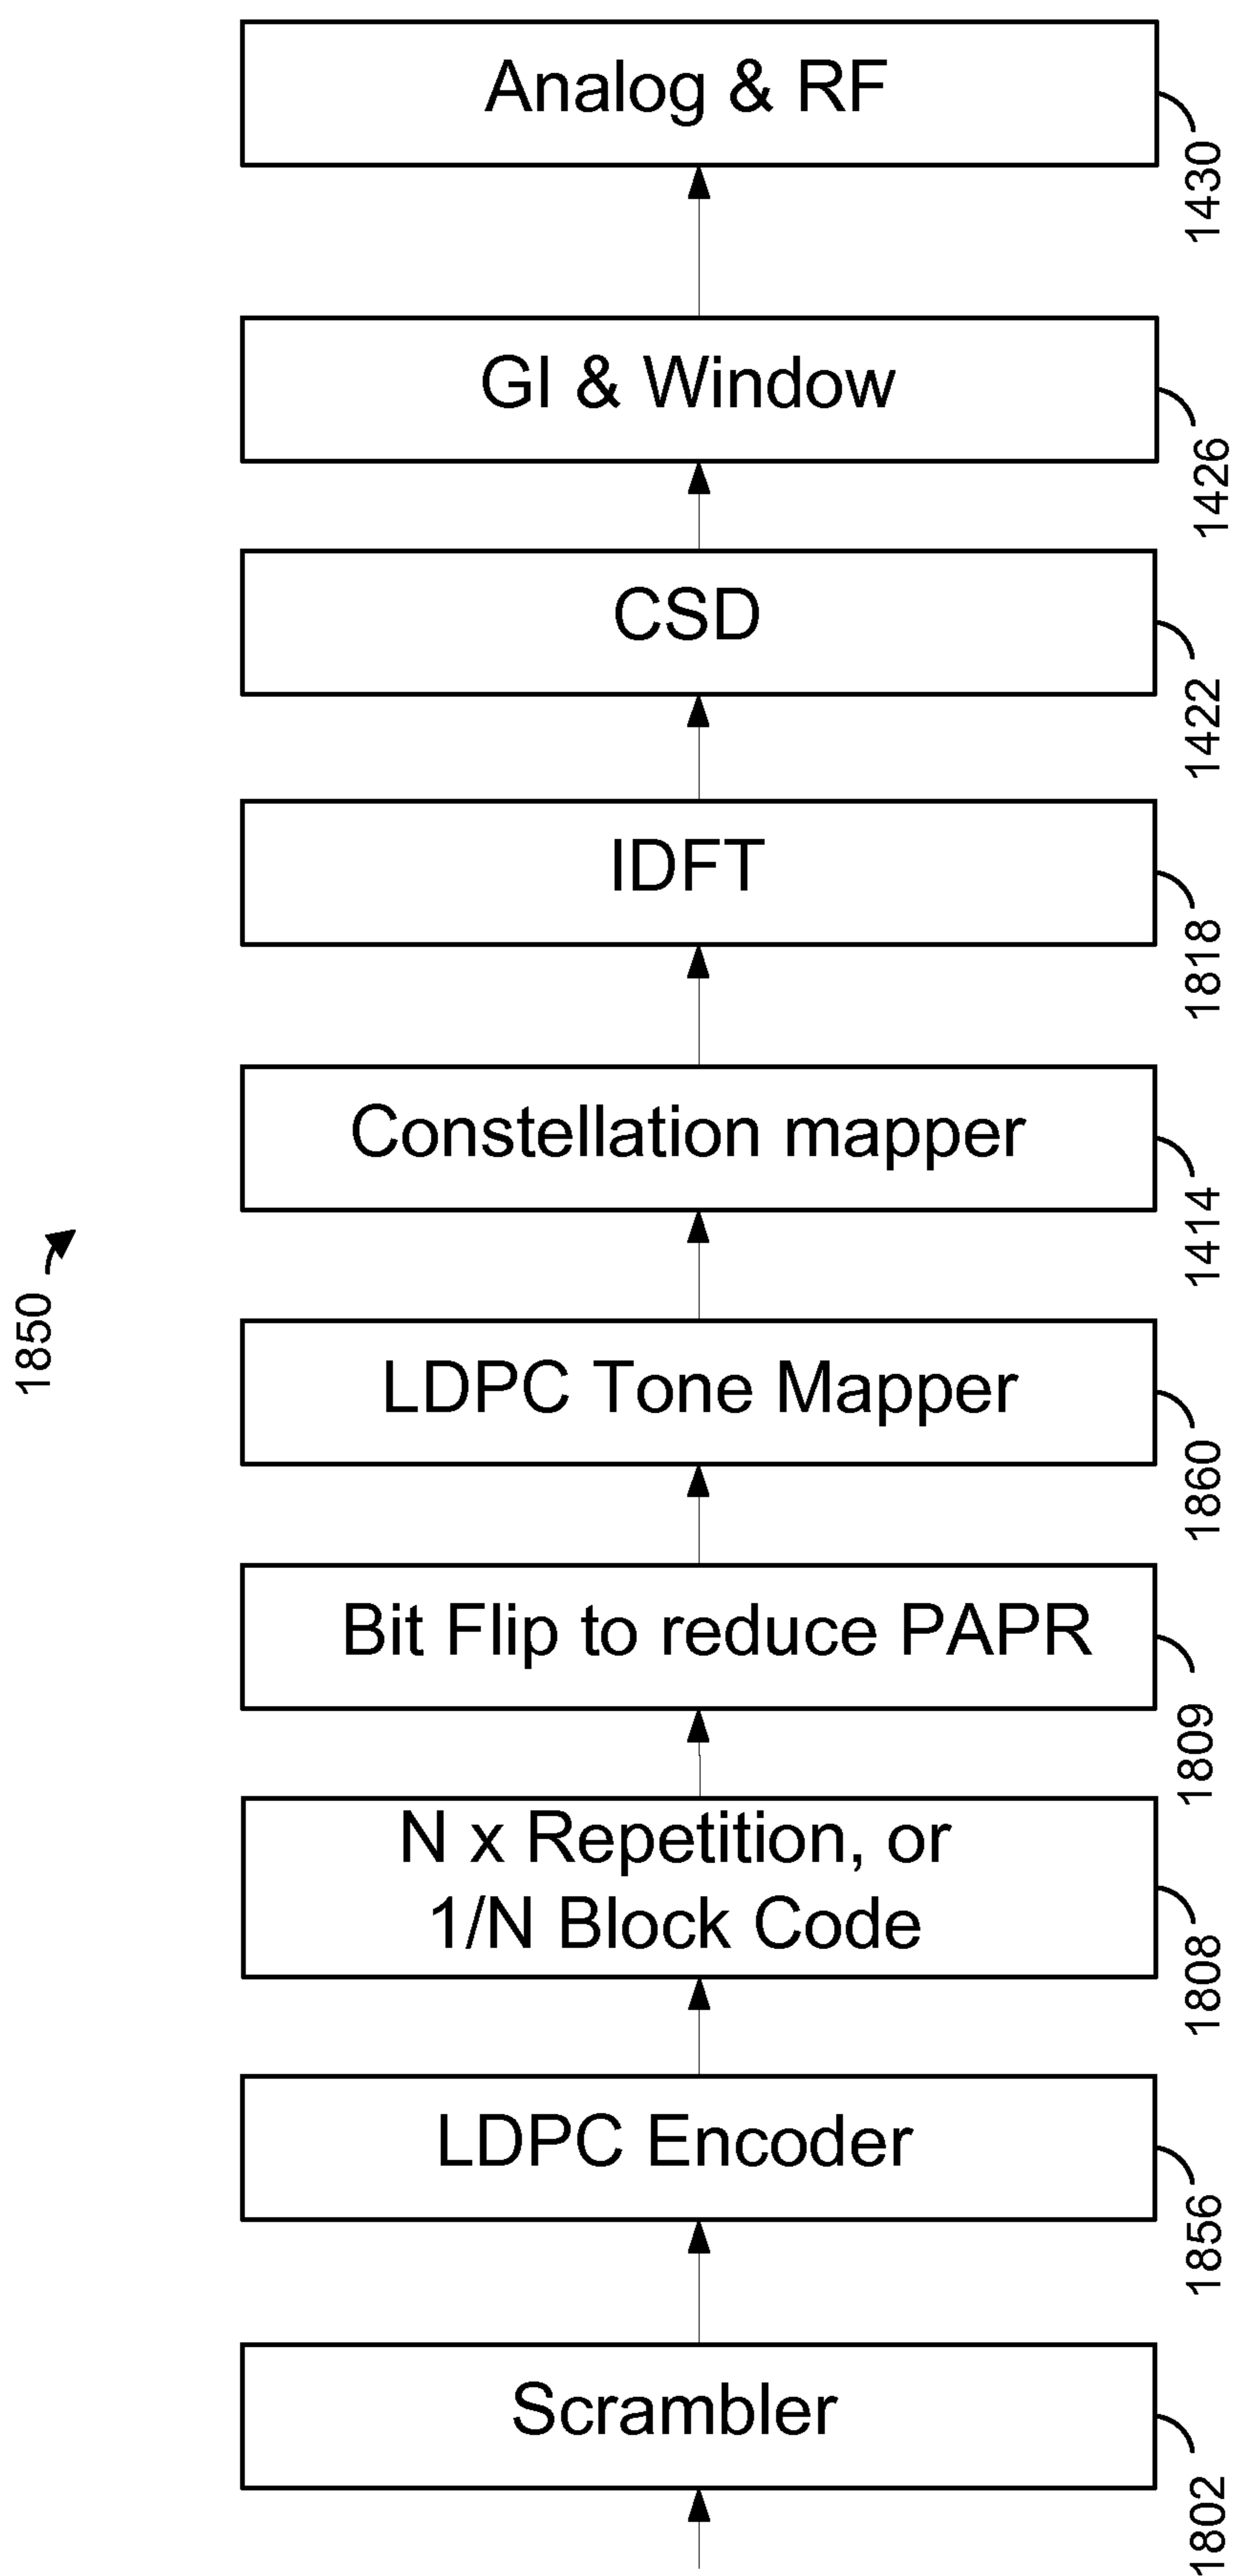 Analog & RF
1430
GI & Window
1426
CSD
1422
IDFT
1818
Constellation mapper
1414
1850
LDPC Tone Mapper
1860
Bit Flip to reduce PAPR
1809
N x Repetition, or
1/N Block Code
1808
LDPC Encoder
1856
Scrambler
1802